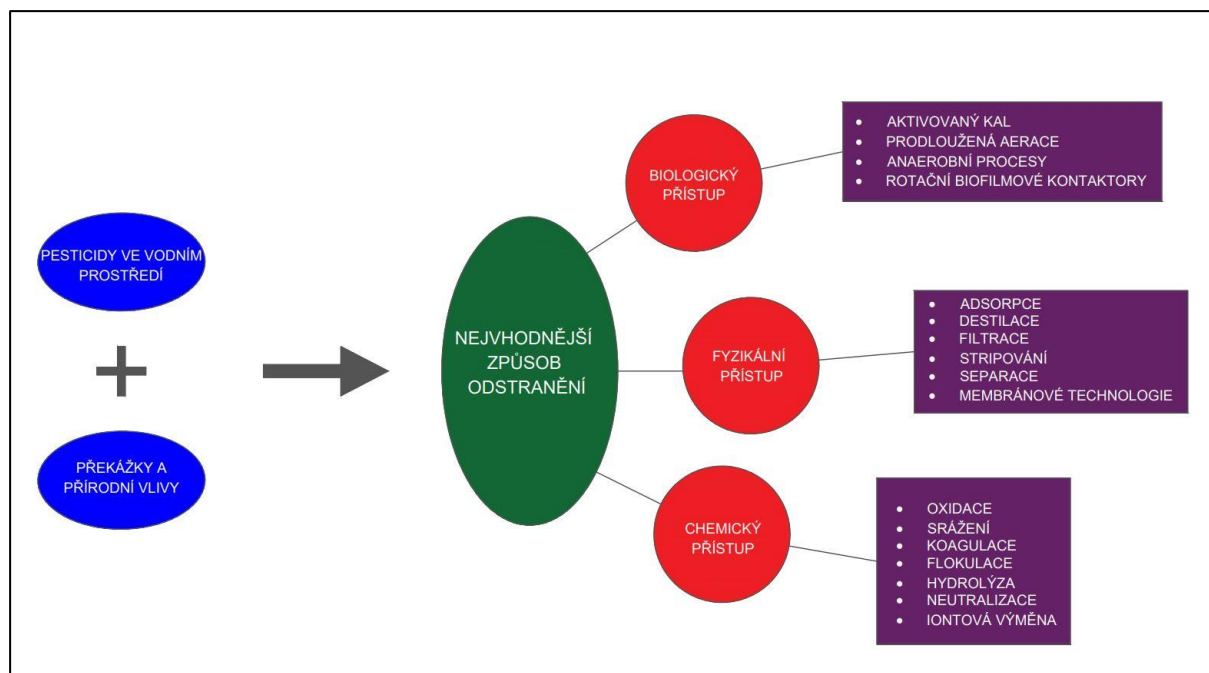 PESTICIDY VE VODNÍM
PROSTŘEDÍ
+
PŘEKÁŽKY A
PŘÍRODNÍ VLIVY
NEJVHODNĚJŠÍ
ZPŮSOB
ODSTRANĚNÍ
BIOLOGICKÝ
PŘÍSTUP
• AKTIVOVANÝ KAL
• PRODLOUŽENÁ AERACE
• ANAEROBNÍ PROCESY
• ROTAČNÍ BIOFILMOVÉ KONTAKTORY
FYZIKÁLNÍ
PŘÍSTUP
• ADSORPCE
• DESTILACE
• FILTRACE
• STRIPOVÁNÍ
• SEPARACE
• MEMBRÁNOVÉ TECHNOLOGIE
CHEMICKÝ
PŘÍSTUP
• OXIDACE
• SRÁŽENÍ
• KOAGULACE
• FLOKULACE
• HYDROLÝZA
• NEUTRALIZACE
• IONTOVÁ VÝMĚNA